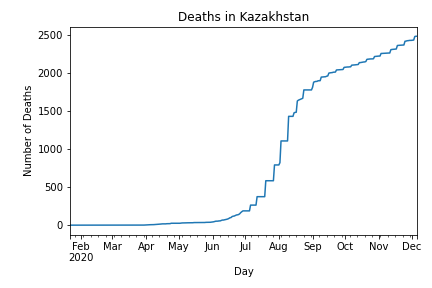 Deaths in Kazakhstan
Number of Deaths
2500
2000
1500
1000
500
0
Feb Mar Apr May Jun Jul Aug Sep Oct Nov Dec
2020
Day